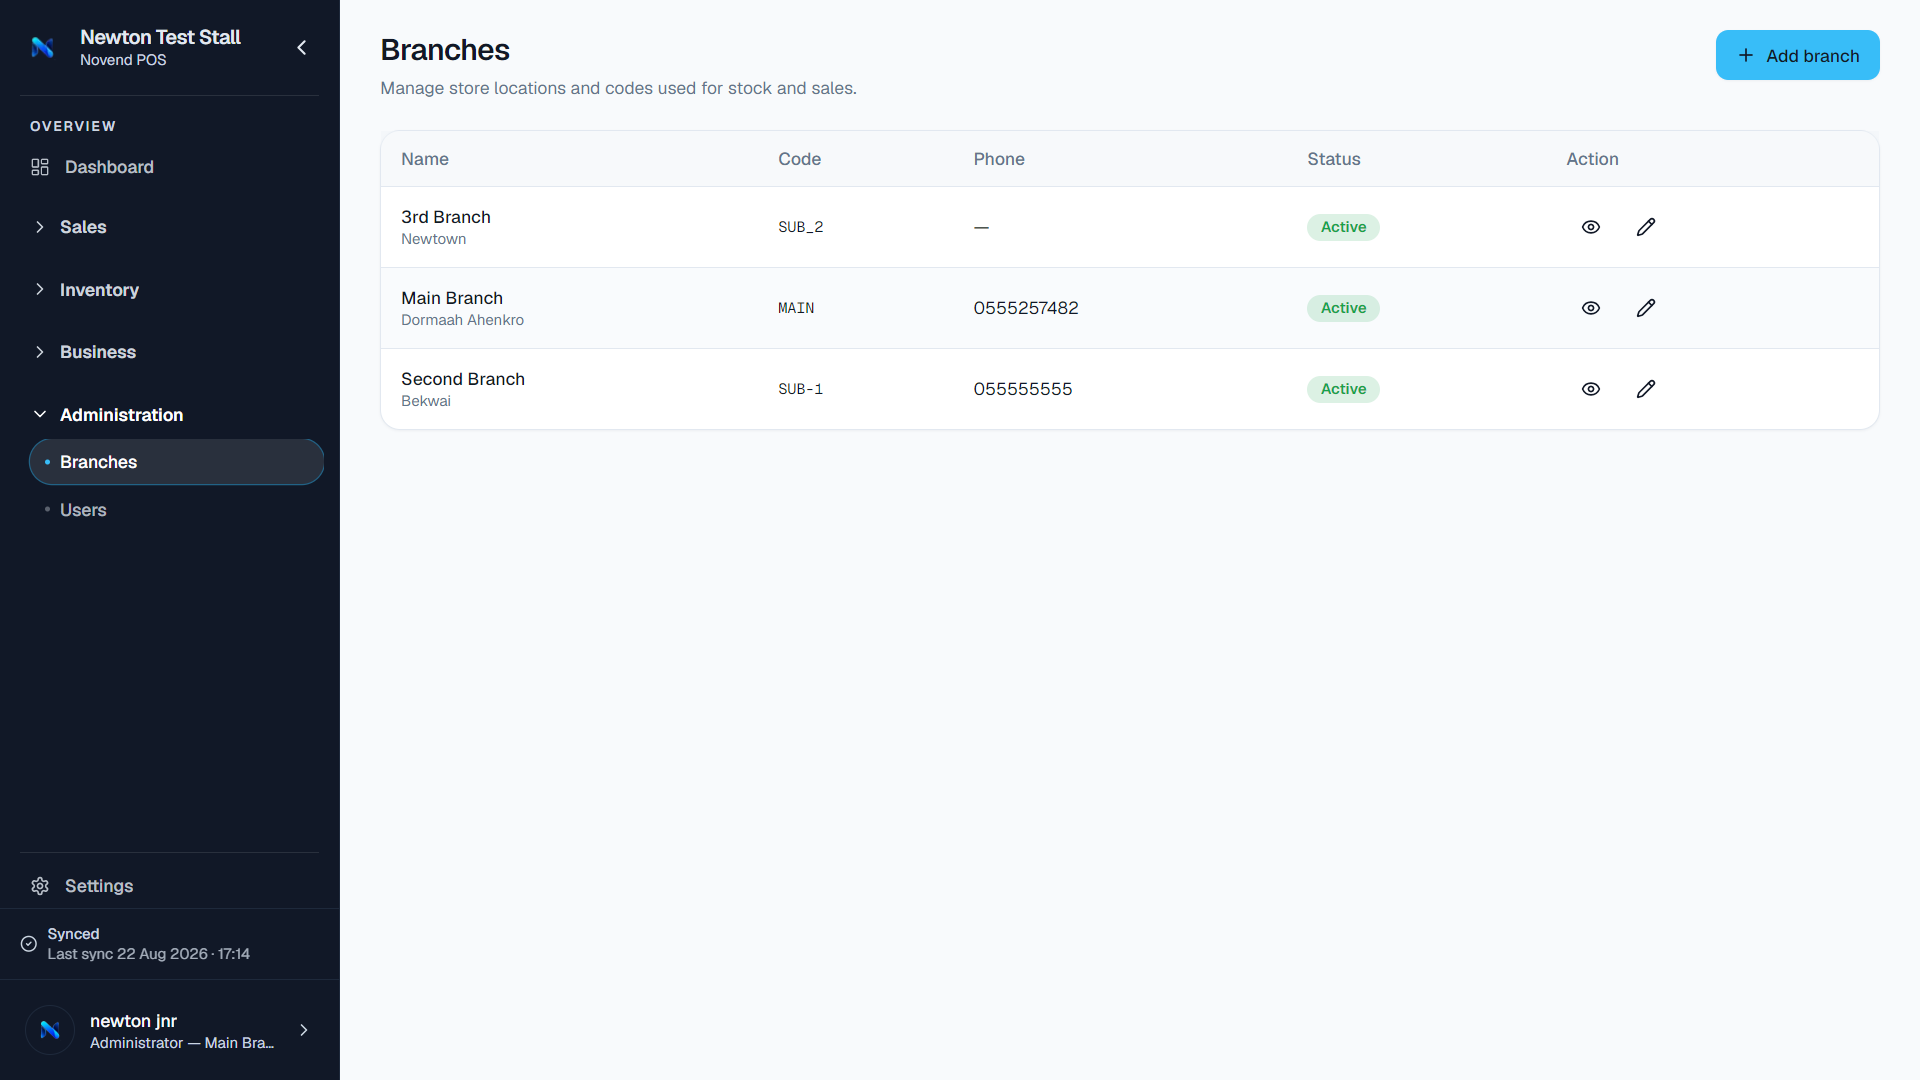 Newton Test Stall
Novend POS
OVERVIEW
Dashboard
Sales
Inventory
Business
Administration
Branches
Users
Settings
Synced
Last sync 22 Aug 2026 · 17:14
newton jnr
Administrator — Main Bra...
Branches
Manage store locations and codes used for stock and sales.
Add branch
Name Code Phone Status Action
3rd Branch
Newtown
SUB_2 — Active
Main Branch
Dormaah Ahenkro
MAIN 0555257482 Active
Second Branch
Bekwai
SUB-1 055555555 Active